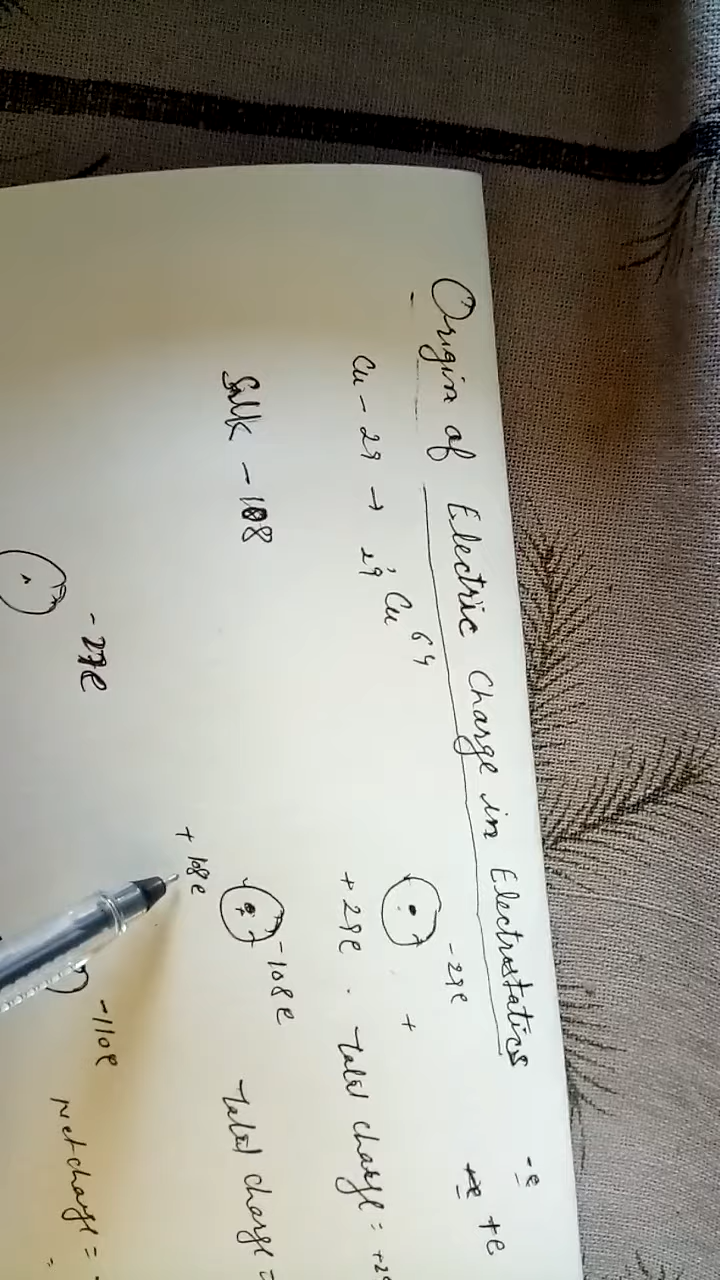 Origin of Electric Charge in Electrostatics
-e
+e +e
Cu - 29 → 29 Cu 64
-29e
+
+29e . Total charge = +29
Silk - 108
-108e
+108e
Total charge =
-27e
-110e
Net charge =
=